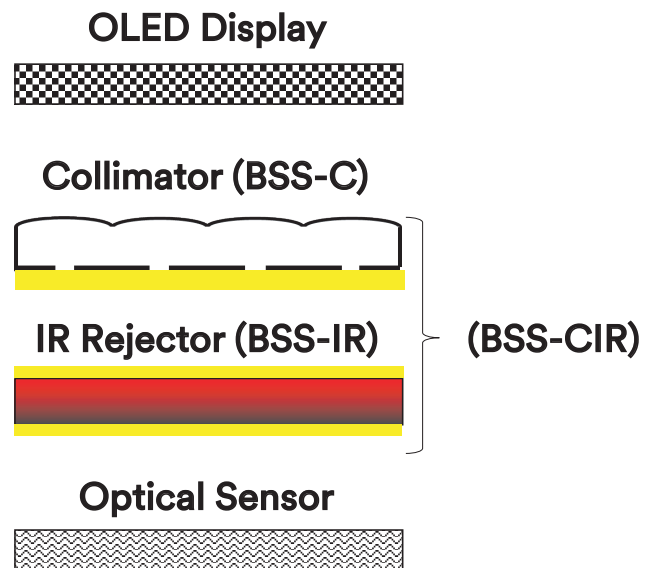 OLED Display
Collimator (BSS-C)
IR Rejector (BSS-IR)
(BSS-CIR)
Optical Sensor